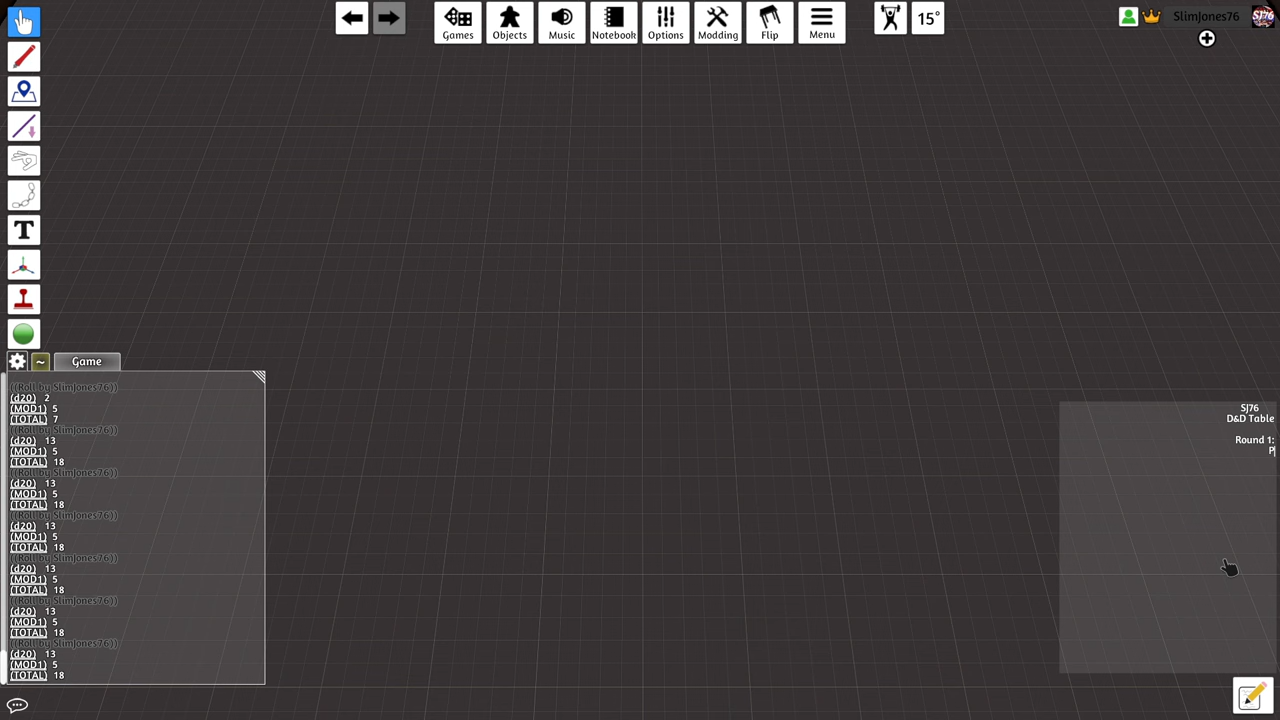 Games
Objects
Music
Notebook
Options
Modding
Flip
Menu
15°
SlimJones76
SJ76
T
~
Game
((Roll by SlimJones76))
(d20) 2
(MOD1) 5
(TOTAL) 7
((Roll by SlimJones76))
(d20) 13
(MOD1) 5
(TOTAL) 18
((Roll by SlimJones76))
(d20) 13
(MOD1) 5
(TOTAL) 18
((Roll by SlimJones76))
(d20) 13
(MOD1) 5
(TOTAL) 18
((Roll by SlimJones76))
(d20) 13
(MOD1) 5
(TOTAL) 18
((Roll by SlimJones76))
(d20) 13
(MOD1) 5
(TOTAL) 18
((Roll by SlimJones76))
(d20) 13
(MOD1) 5
(TOTAL) 18
SJ76
D&D Table
Round 1:
P